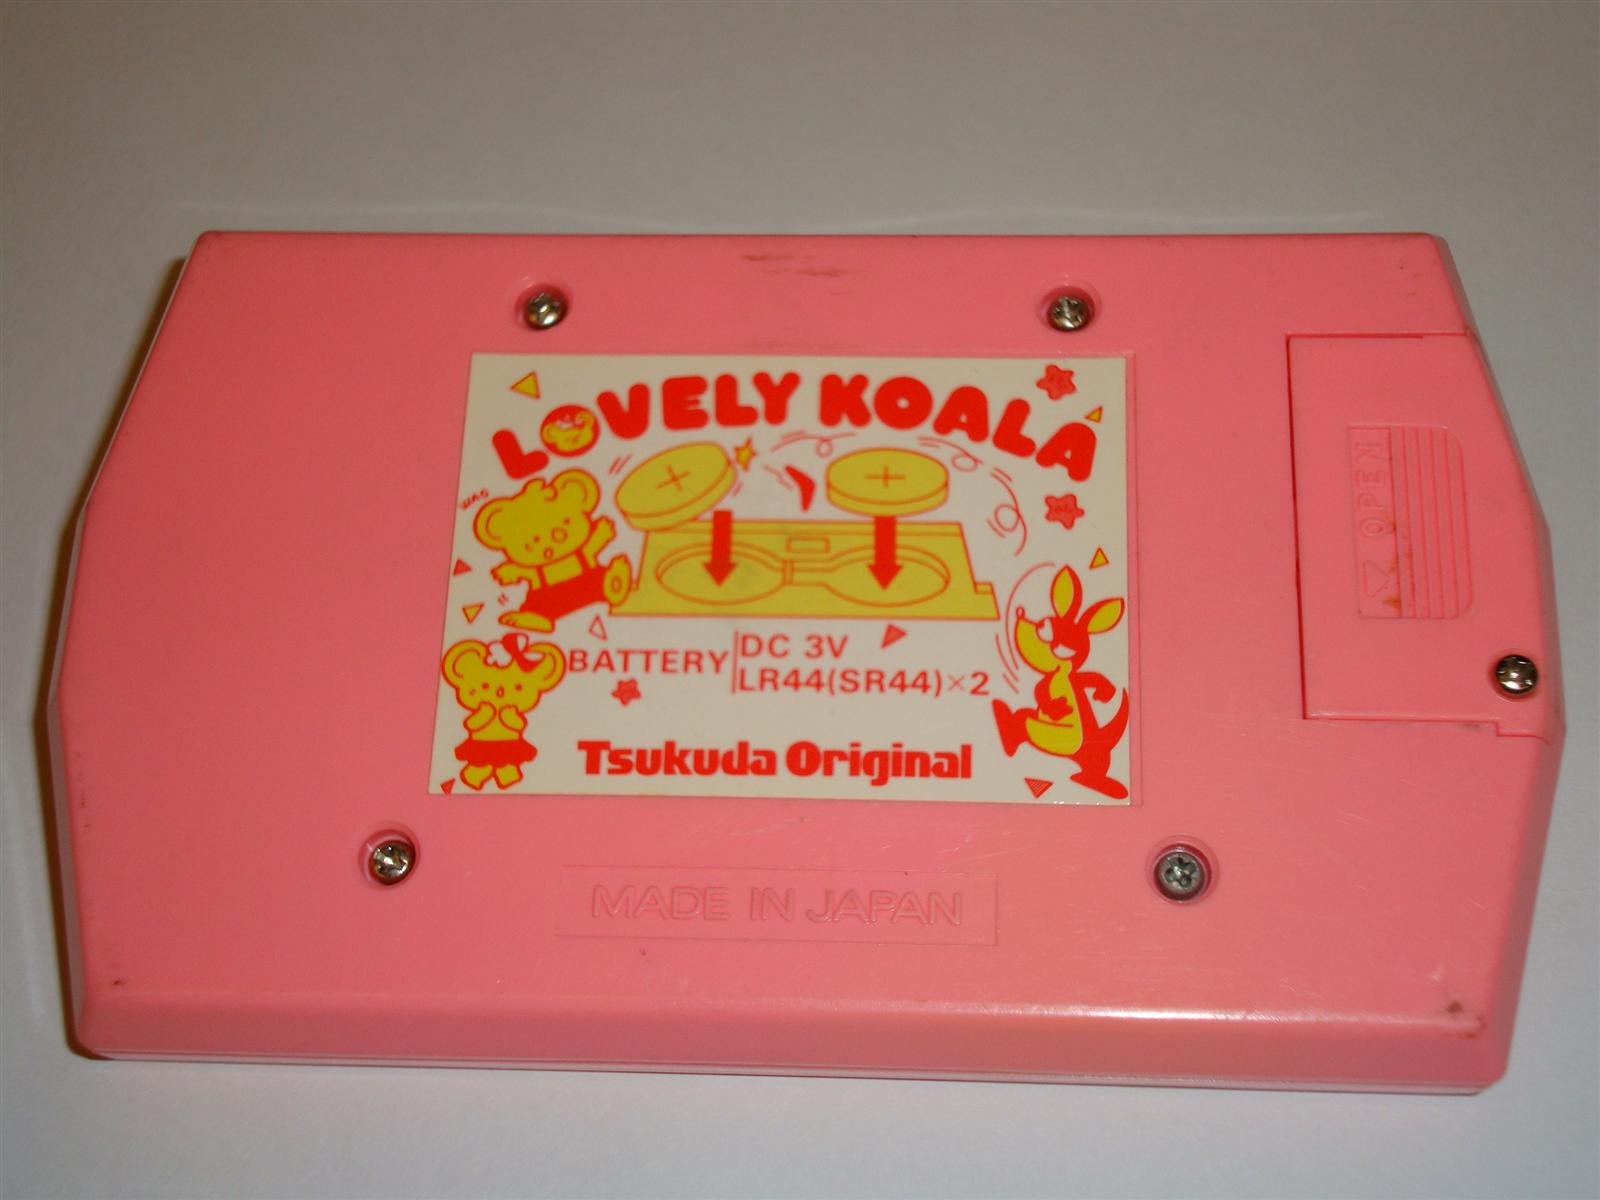 LOVELY KOALA
BATTERY DC 3V
LR44(SR44)×2
Tsukuda Original
OPEN
MADE IN JAPAN